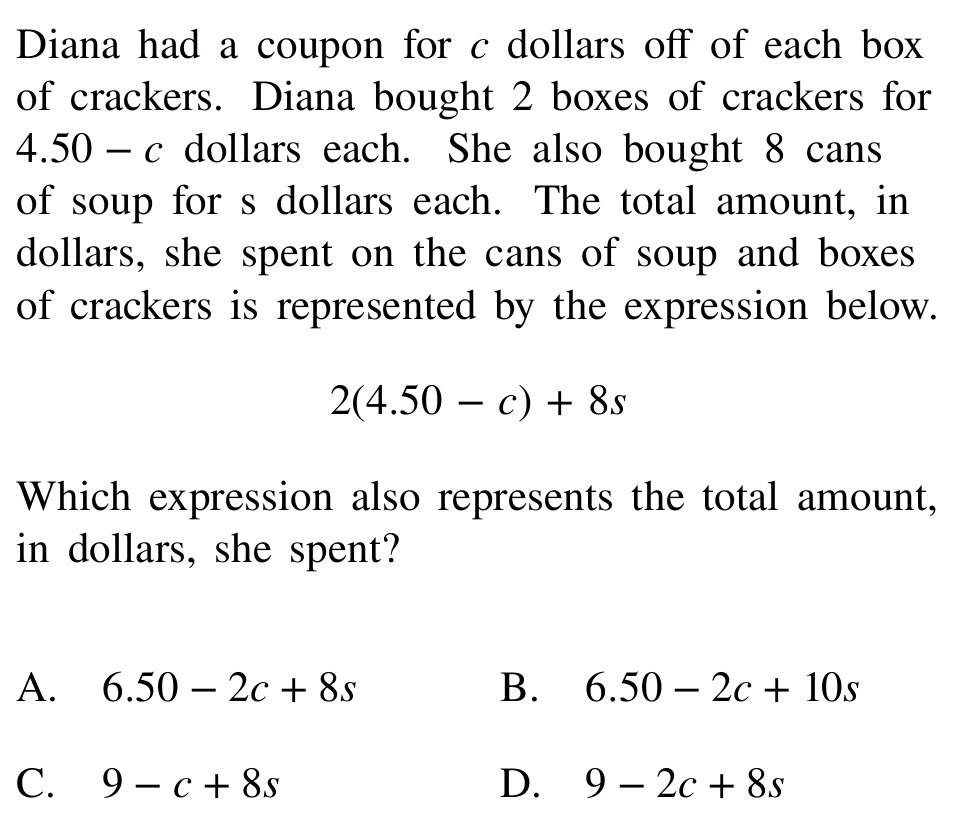 Diana had a coupon for c dollars off of each box
of crackers. Diana bought 2 boxes of crackers for
4.50 – c dollars each. She also bought 8 cans
of soup for s dollars each. The total amount, in
dollars, she spent on the cans of soup and boxes
of crackers is represented by the expression below.
2(4.50 – c) + 8s
Which expression also represents the total amount,
in dollars, she spent?
A. 6.50 – 2c + 8s B. 6.50 – 2c + 10s
C. 9 – c + 8s D. 9 – 2c + 8s